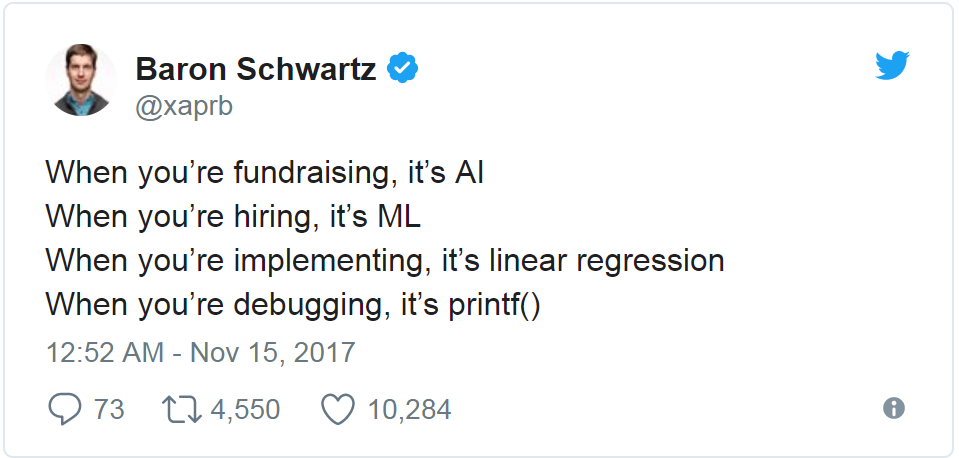 Baron Schwartz
@xaprb
When you’re fundraising, it’s AI
When you’re hiring, it’s ML
When you’re implementing, it’s linear regression
When you’re debugging, it’s printf()
12:52 AM - Nov 15, 2017
73 4,550 10,284